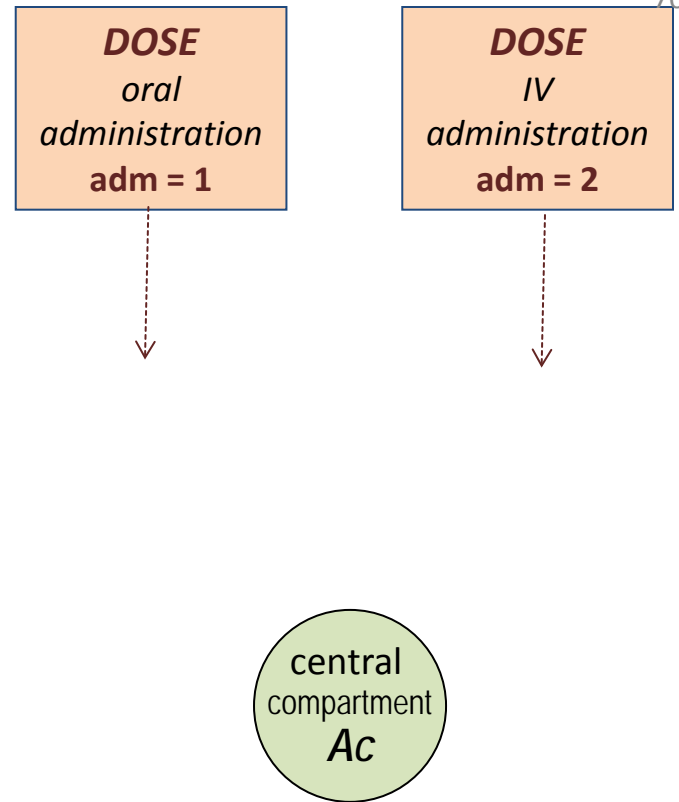 DOSE
oral
administration
adm = 1
DOSE
IV
administration
adm = 2
central
compartment
Ac